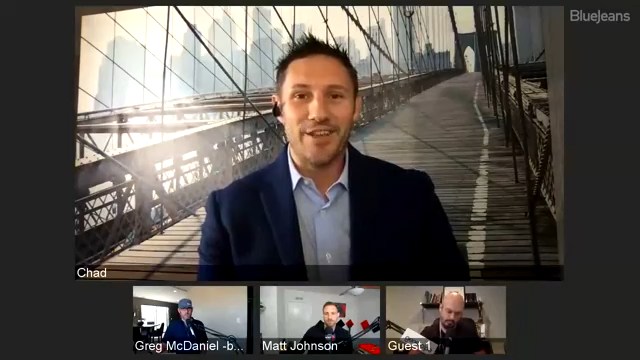 BlueJeans
Chad
Greg McDaniel -b...
Matt Johnson
Guest 1